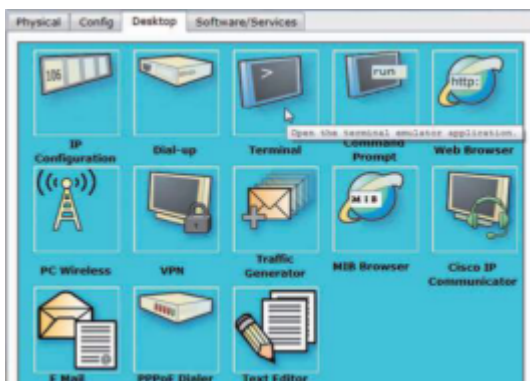 Physical Config Desktop Software/Services
106
>
run
http:
Open the terminal emulator application.
IP Configuration
Dial-up
Terminal
Command Prompt
Web Browser
MIB
PC Wireless
VPN
Traffic Generator
MIB Browser
Cisco IP Communicator
E Mail
PPPoE Dialer
Text Editor